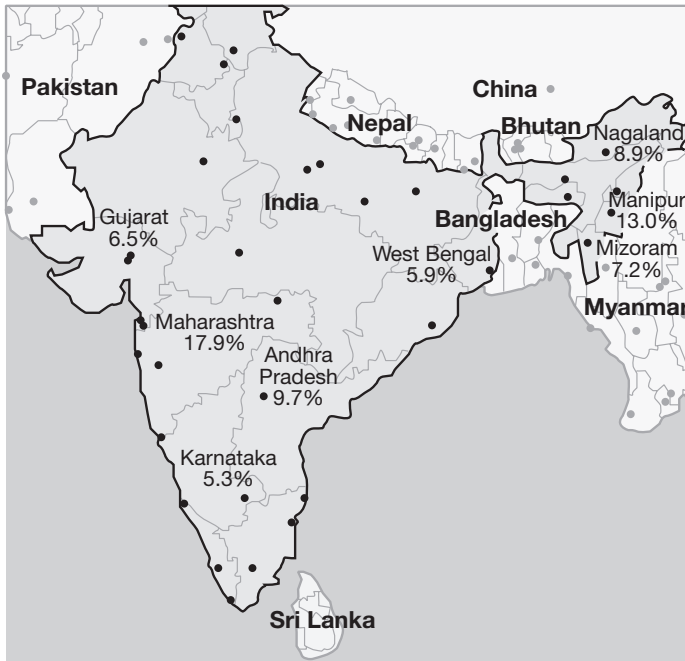 China
Pakistan
Nepal
Bhutan
Nagaland
8.9%
India
Manipur
13.0%
Gujarat
6.5%
Bangladesh
West Bengal
5.9%
Mizoram
7.2%
Myanmar
Maharashtra
17.9%
Andhra
Pradesh
9.7%
Karnataka
5.3%
Sri Lanka